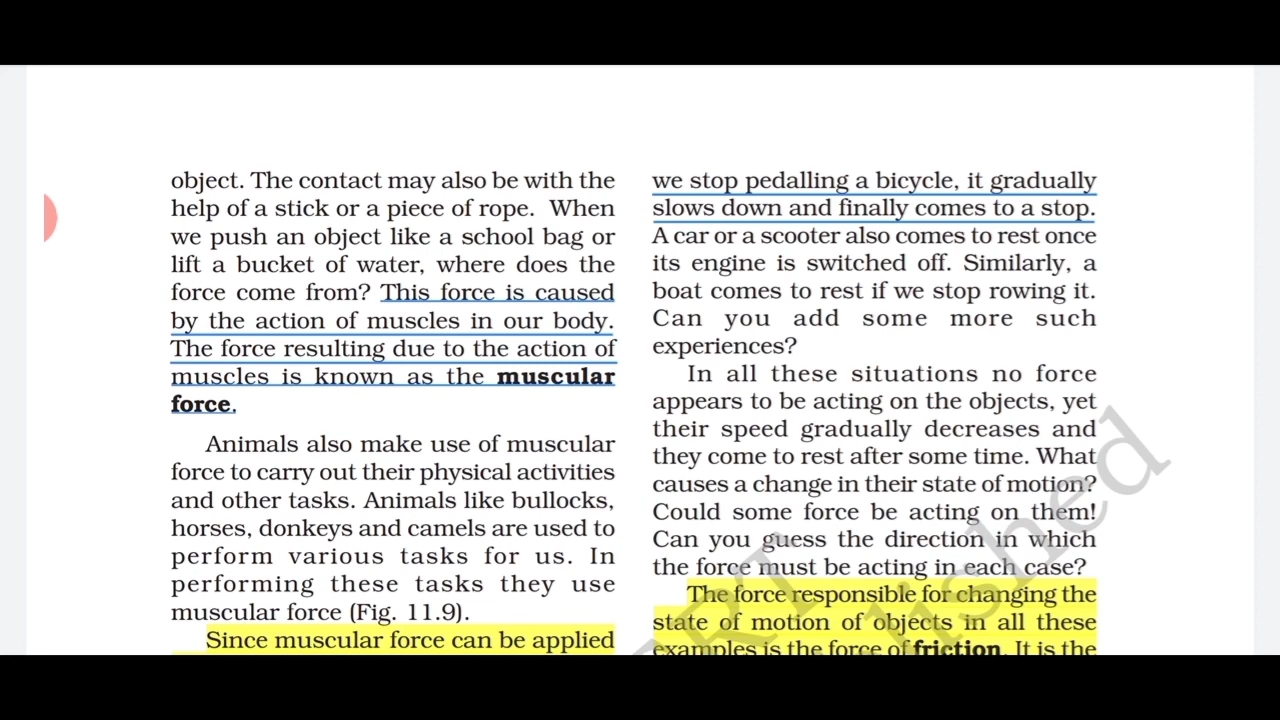 object. The contact may also be with the
help of a stick or a piece of rope. When
we push an object like a school bag or
lift a bucket of water, where does the
force come from? This force is caused
by the action of muscles in our body.
The force resulting due to the action of
muscles is known as the muscular
force.
Animals also make use of muscular
force to carry out their physical activities
and other tasks. Animals like bullocks,
horses, donkeys and camels are used to
perform various tasks for us. In
performing these tasks they use
muscular force (Fig. 11.9).
Since muscular force can be applied
we stop pedalling a bicycle, it gradually
slows down and finally comes to a stop.
A car or a scooter also comes to rest once
its engine is switched off. Similarly, a
boat comes to rest if we stop rowing it.
Can you add some more such
experiences?
In all these situations no force
appears to be acting on the objects, yet
their speed gradually decreases and
they come to rest after some time. What
causes a change in their state of motion?
Could some force be acting on them!
Can you guess the direction in which
the force must be acting in each case?
The force responsible for changing the
state of motion of objects in all these
examples is the force of friction. It is the